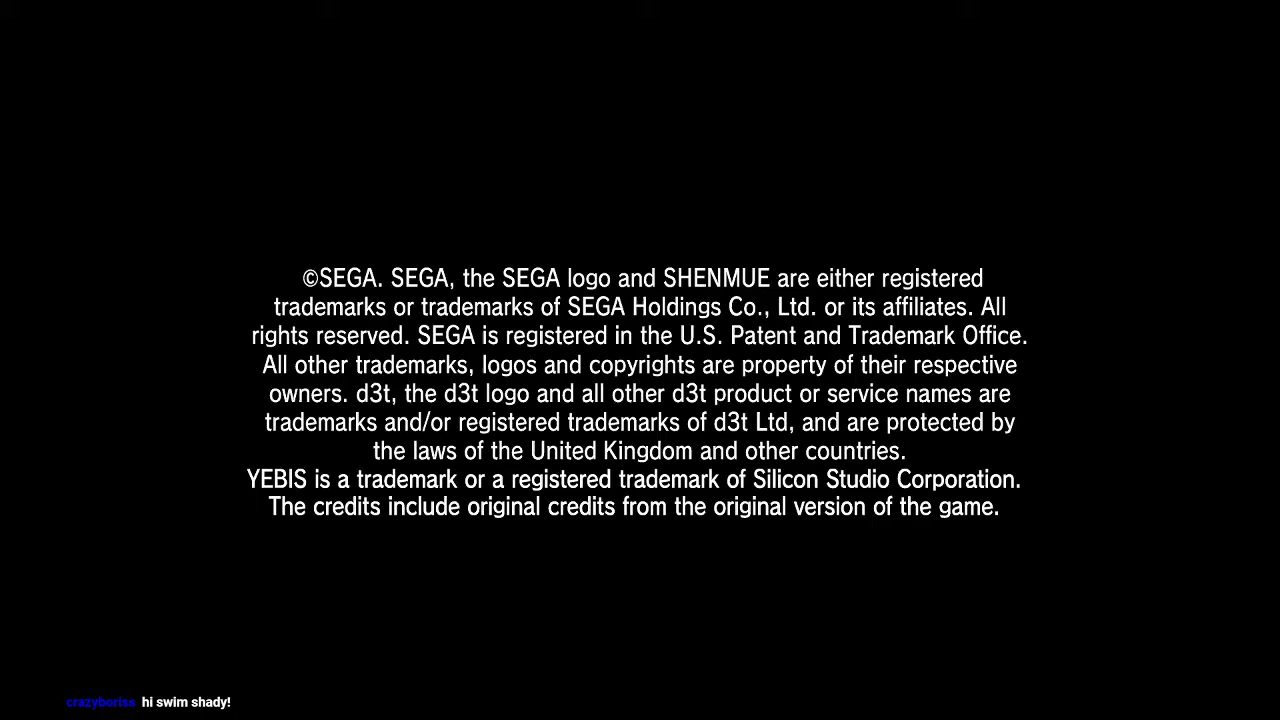 ©SEGA. SEGA, the SEGA logo and SHENMUE are either registered
trademarks or trademarks of SEGA Holdings Co., Ltd. or its affiliates. All
rights reserved. SEGA is registered in the U.S. Patent and Trademark Office.
All other trademarks, logos and copyrights are property of their respective
owners. d3t, the d3t logo and all other d3t product or service names are
trademarks and/or registered trademarks of d3t Ltd, and are protected by
the laws of the United Kingdom and other countries.
YEBIS is a trademark or a registered trademark of Silicon Studio Corporation.
The credits include original credits from the original version of the game.
crazyboriss hi swim shady!